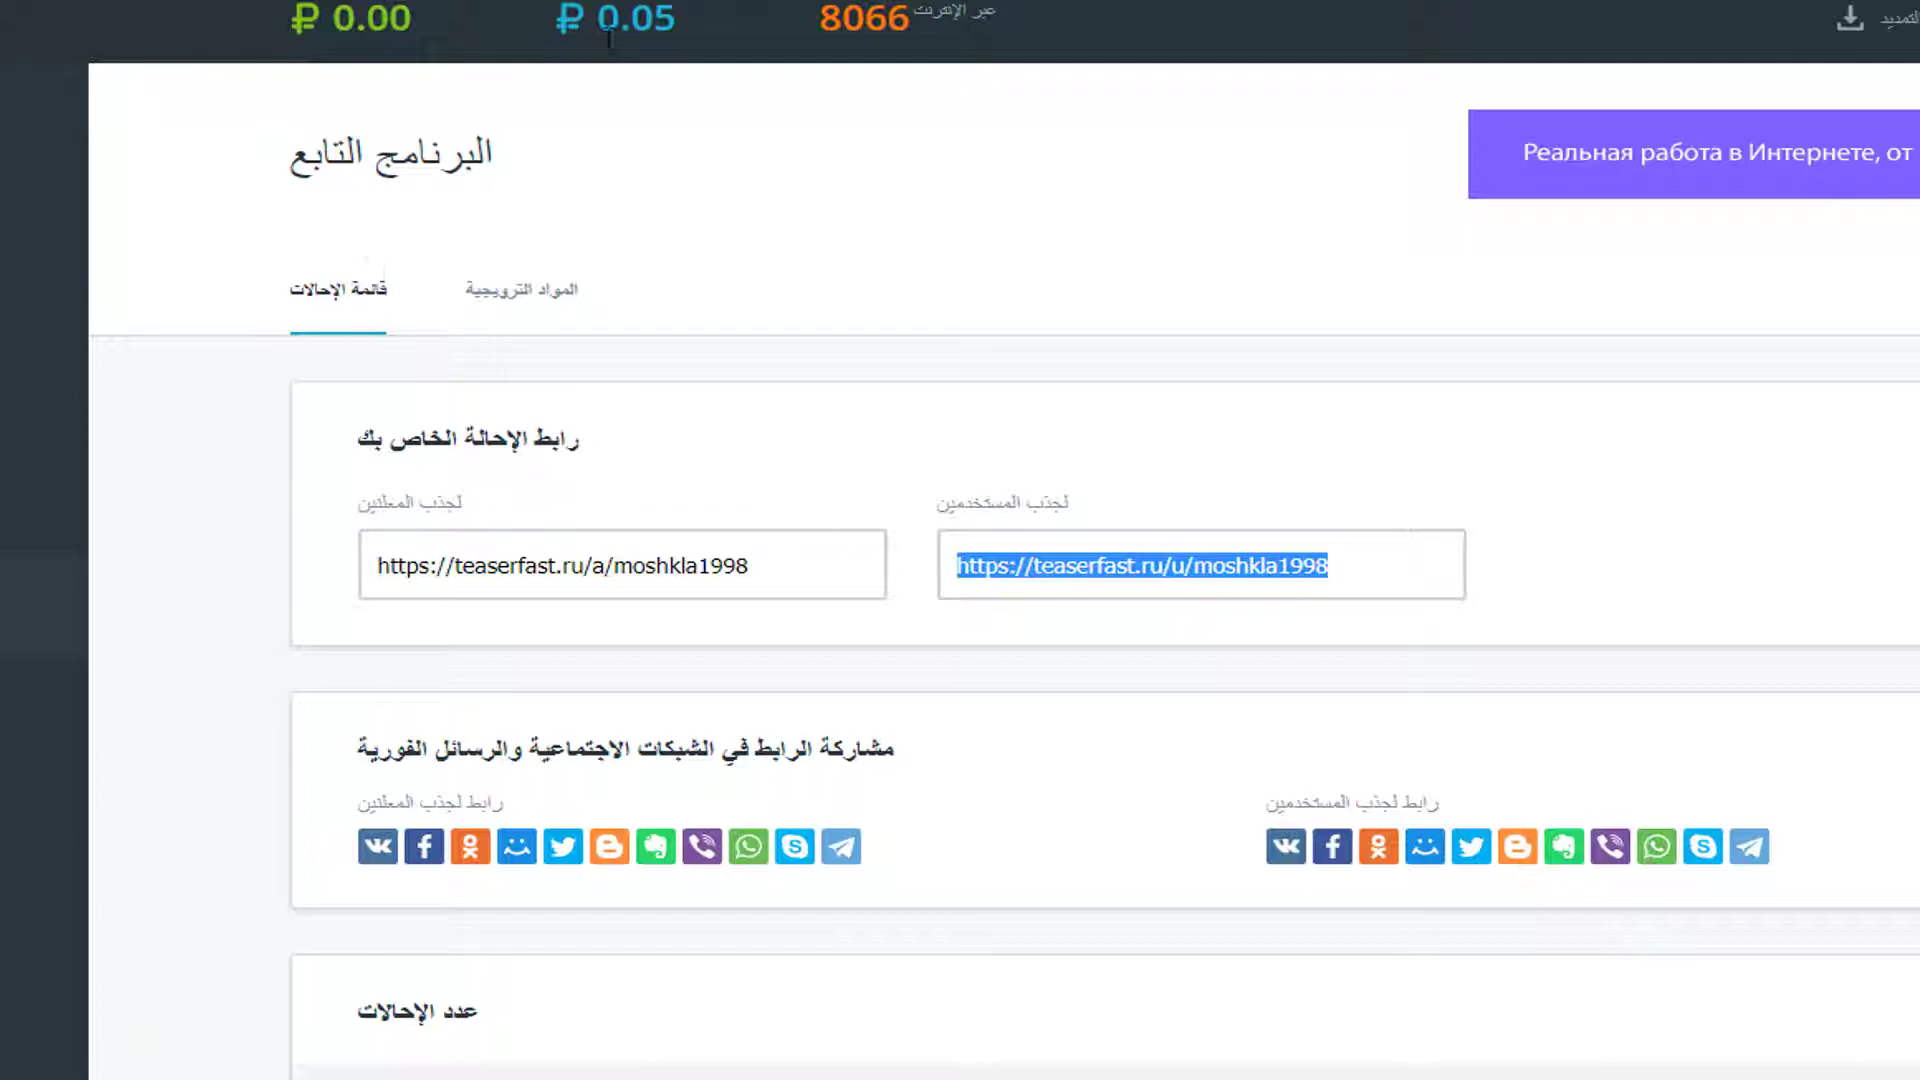 ₽ 0.00
₽ 0.05
8066 عبر الإنترنت
التمديد
البرنامج التابع
Реальная работа в Интернете, от
قائمة الإحالات
المواد الترويجية
رابط الإحالة الخاص بك
لجذب المعلنين
لجذب المستخدمين
https://teaserfast.ru/a/moshkla1998
https://teaserfast.ru/u/moshkla1998
مشاركة الرابط في الشبكات الاجتماعية والرسائل الفورية
رابط لجذب المعلنين
رابط لجذب المستخدمين
عدد الإحالات